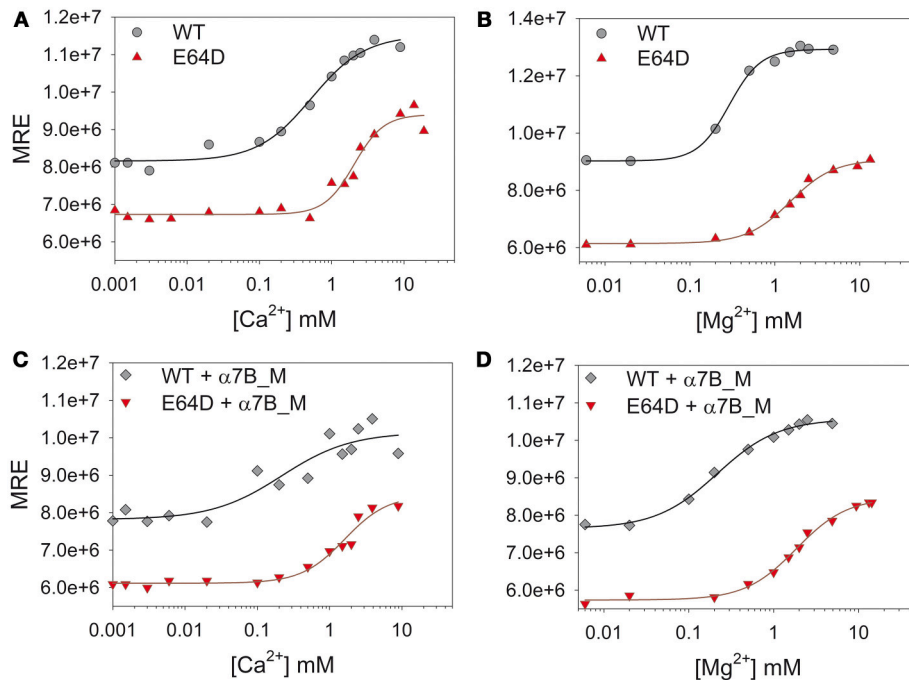 A
1.2e+7
1.1e+7
1.0e+7
9.0e+6
8.0e+6
7.0e+6
6.0e+6
MRE
WT
E64D
0.001 0.01 0.1 1 10
[Ca²⁺] mM
B
1.4e+7
1.2e+7
1.0e+7
8.0e+6
6.0e+6
WT
E64D
0.01 0.1 1 10
[Mg²⁺] mM
C
1.2e+7
1.1e+7
1.0e+7
9.0e+6
8.0e+6
7.0e+6
6.0e+6
MRE
WT + α7B_M
E64D + α7B_M
0.001 0.01 0.1 1 10
[Ca²⁺] mM
D
1.2e+7
1.1e+7
1.0e+7
9.0e+6
8.0e+6
7.0e+6
6.0e+6
WT + α7B_M
E64D + α7B_M
0.01 0.1 1 10
[Mg²⁺] mM